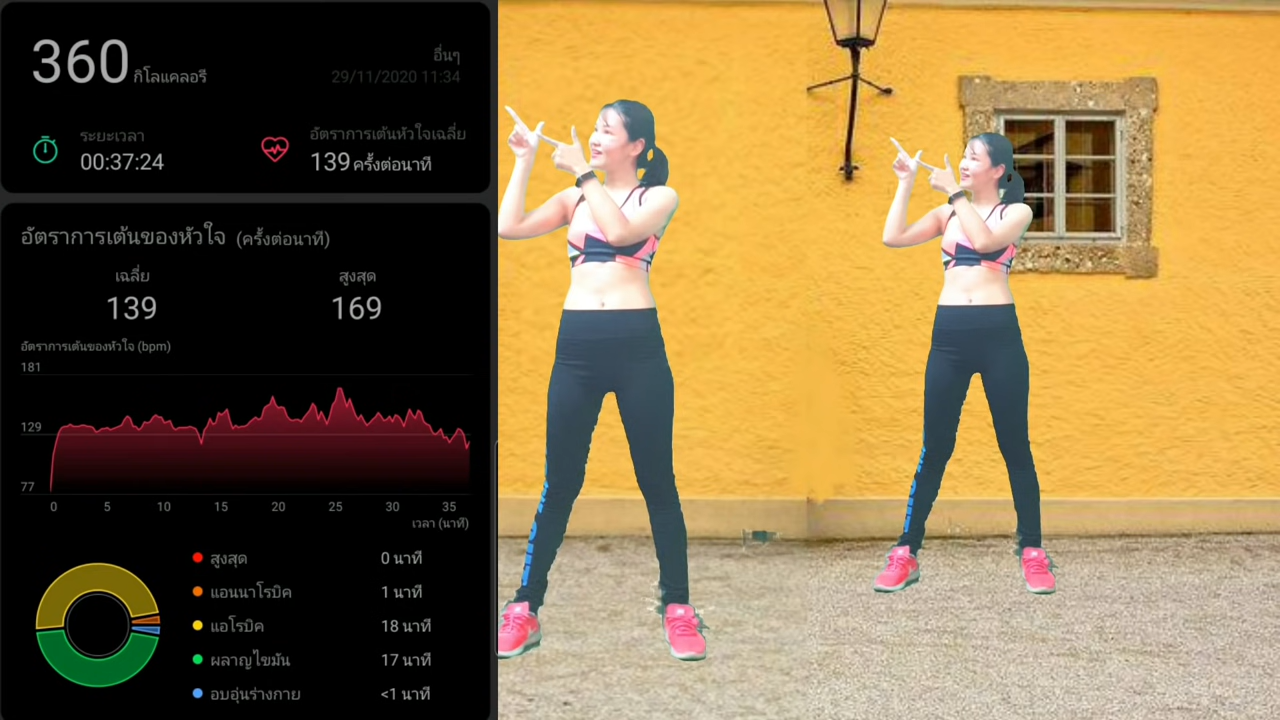 360 กิโลแคลอรี
อื่นๆ
29/11/2020 11:34
ระยะเวลา
00:37:24
อัตราการเต้นหัวใจเฉลี่ย
139 ครั้งต่อนาที
อัตราการเต้นของหัวใจ (ครั้งต่อนาที)
เฉลี่ย
139
สูงสุด
169
อัตราการเต้นของหัวใจ (bpm)
181
129
77
0 5 10 15 20 25 30 35
เวลา (นาที)
สูงสุด 0 นาที
แอนนาโรบิค 1 นาที
แอโรบิค 18 นาที
ผลาญไขมัน 17 นาที
อบอุ่นร่างกาย <1 นาที